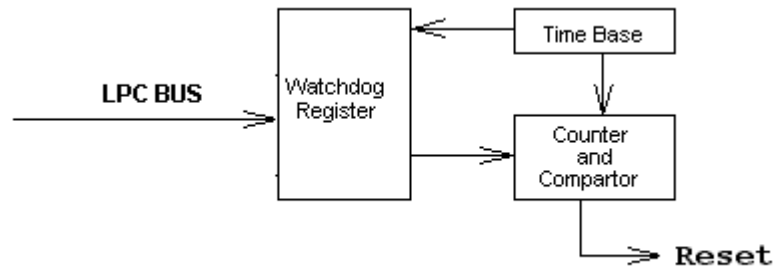 Time Base
LPC BUS
Watchdog
Register
Counter
and
Compartor
Reset